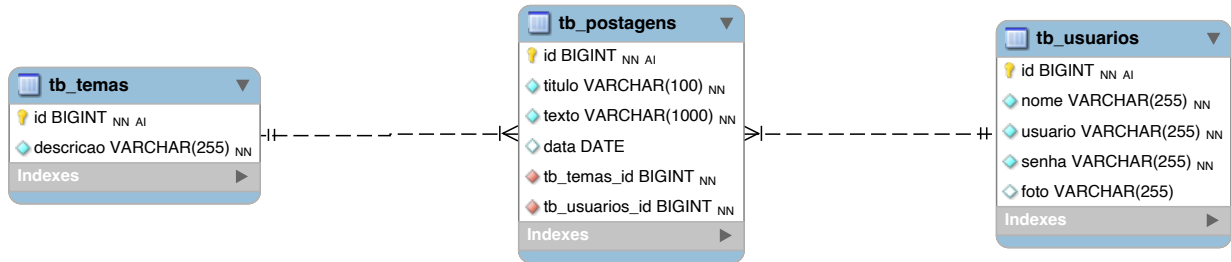 tb_temas
id BIGINT NN AI
descricao VARCHAR(255) NN
Indexes
tb_postagens
id BIGINT NN AI
titulo VARCHAR(100) NN
texto VARCHAR(1000) NN
data DATE
tb_temas_id BIGINT NN
tb_usuarios_id BIGINT NN
Indexes
tb_usuarios
id BIGINT NN AI
nome VARCHAR(255) NN
usuario VARCHAR(255) NN
senha VARCHAR(255) NN
foto VARCHAR(255)
Indexes